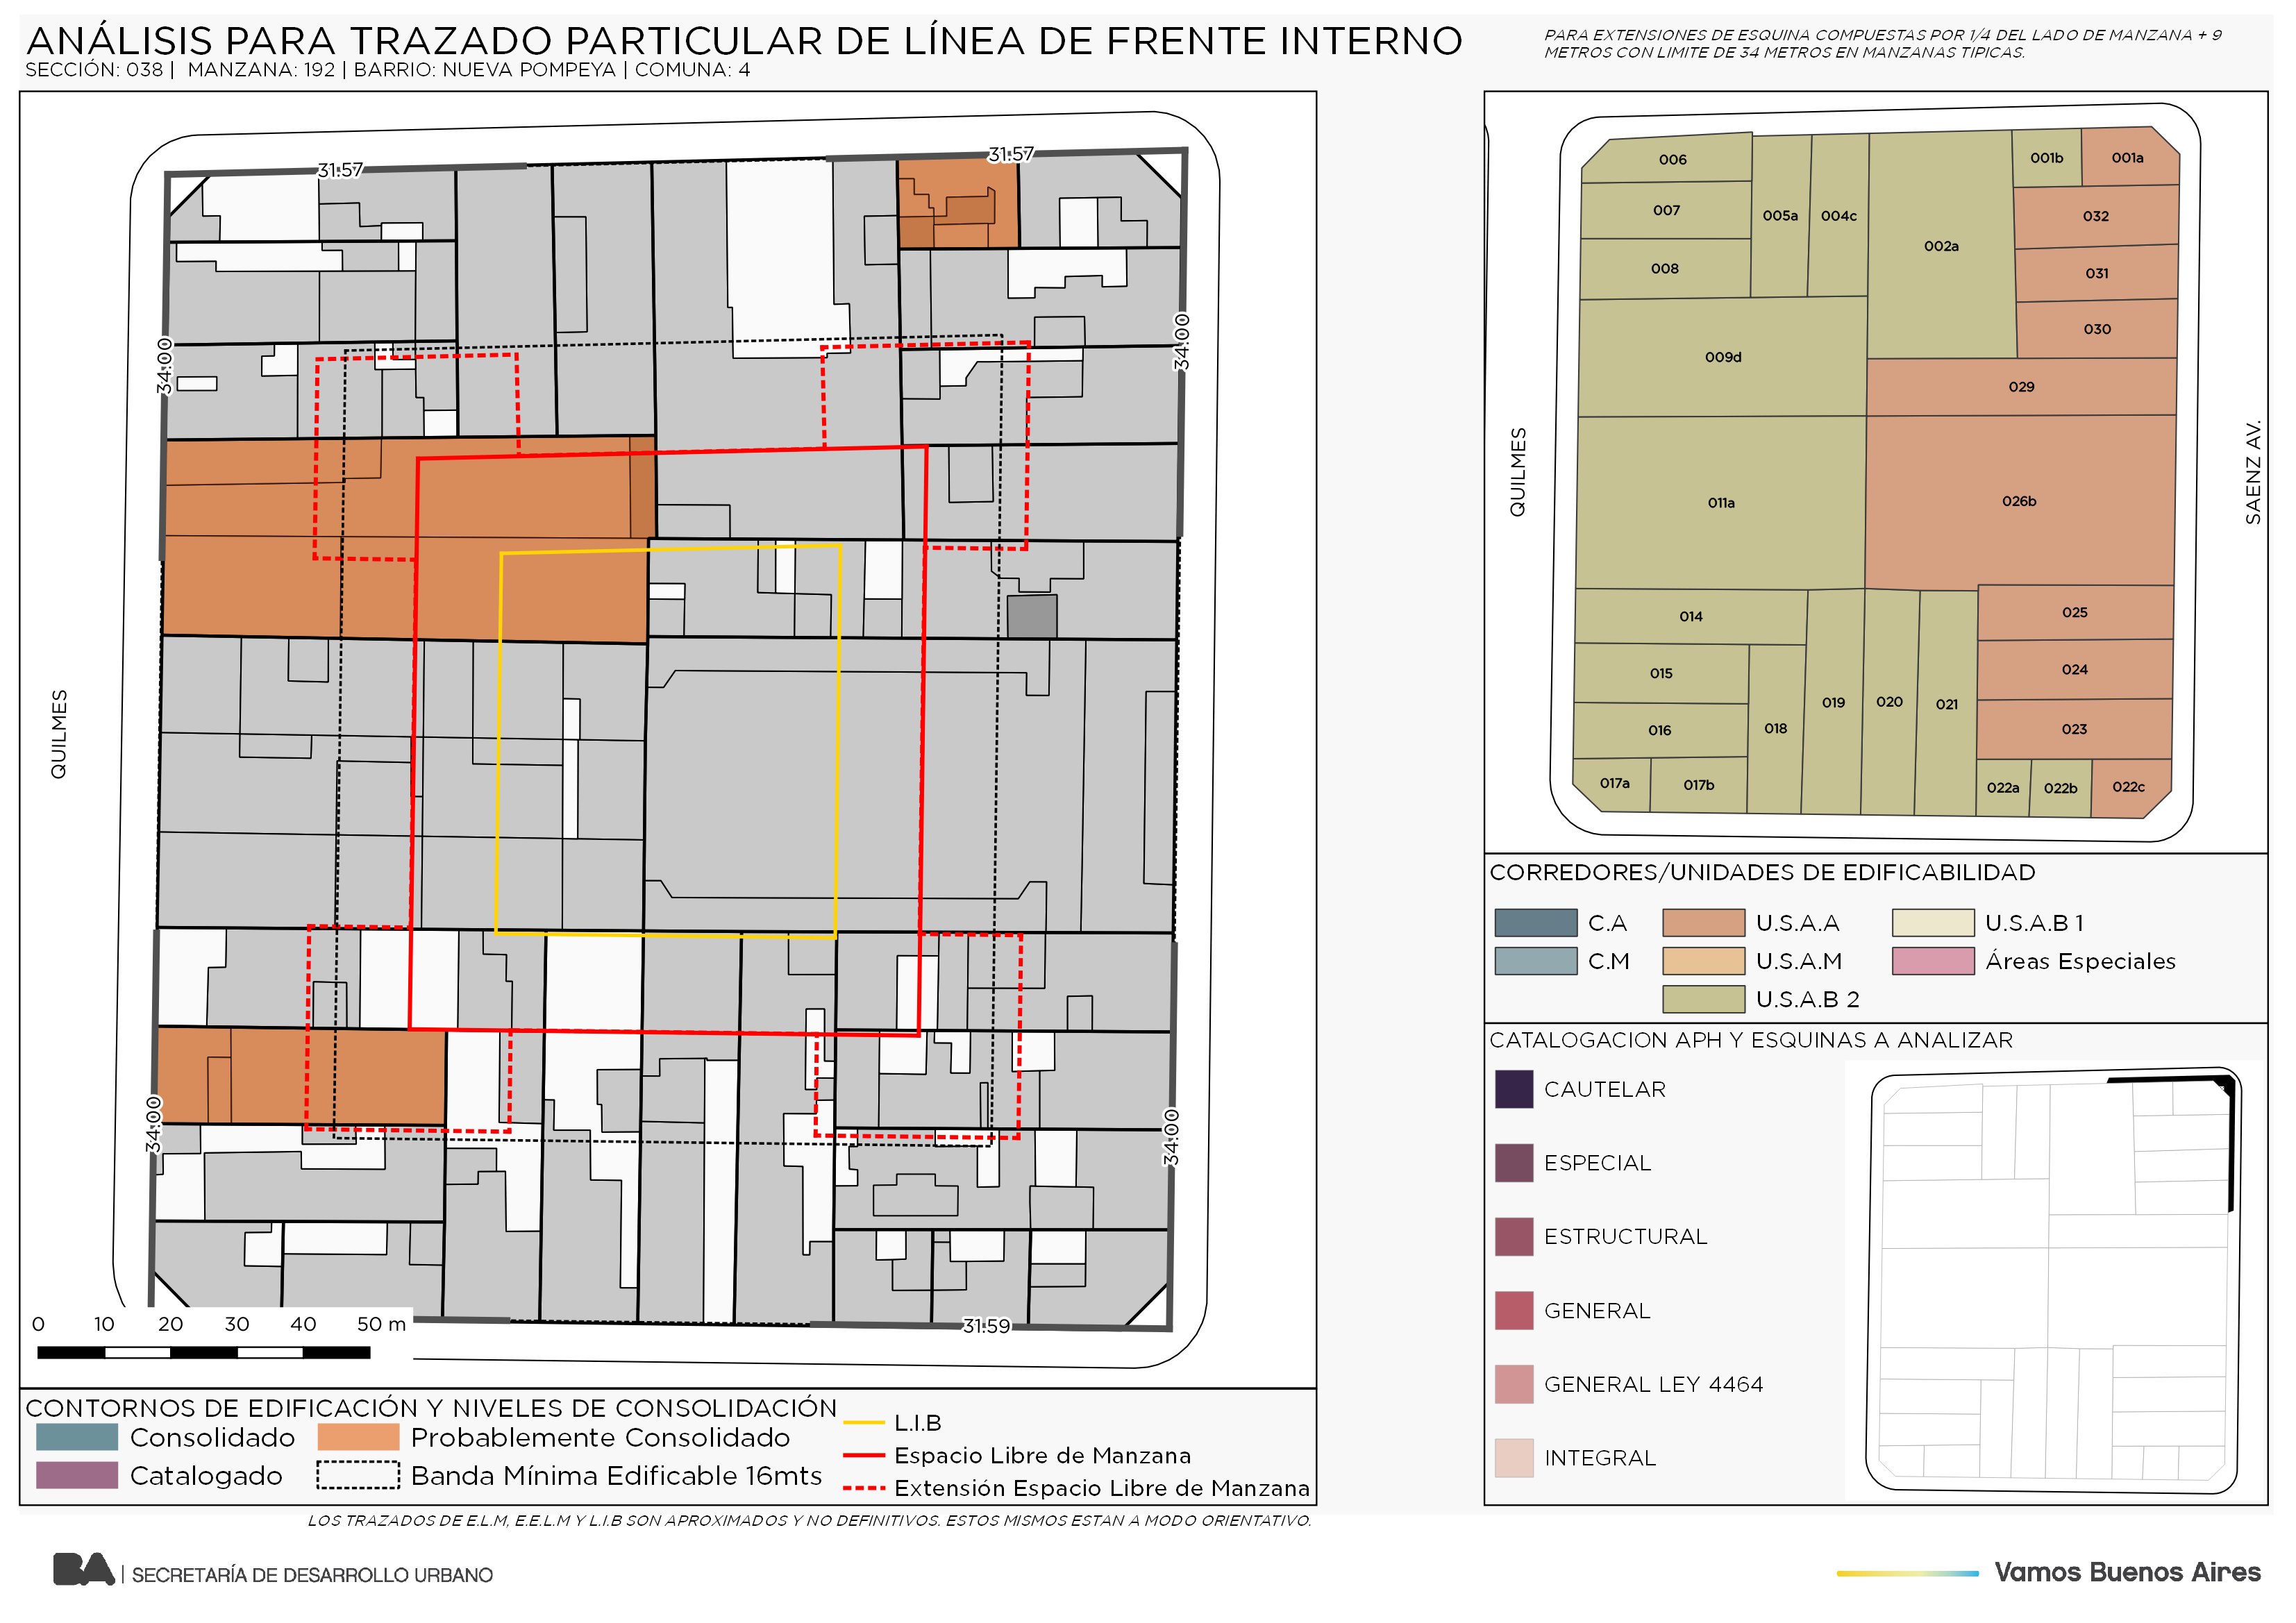 ANÁLISIS PARA TRAZADO PARTICULAR DE LÍNEA DE FRENTE INTERNO
SECCIÓN: 038 | MANZANA: 192 | BARRIO: NUEVA POMPEYA | COMUNA: 4
PARA EXTENSIONES DE ESQUINA COMPUESTAS POR 1/4 DEL LADO DE MANZANA + 9
METROS CON LIMITE DE 34 METROS EN MANZANAS TIPICAS.
31.57
31.57
34.00
34.00
QUILMES
34.00
34.00
31.59
0 10 20 30 40 50 m
CONTORNOS DE EDIFICACIÓN Y NIVELES DE CONSOLIDACIÓN
Consolidado
Probablemente Consolidado
Catalogado
Banda Mínima Edificable 16mts
L.I.B
Espacio Libre de Manzana
Extensión Espacio Libre de Manzana
006
001b
001a
007
005a
004c
032
002a
008
031
030
009d
029
QUILMES
SAENZ AV.
011a
026b
014
025
015
024
019
020
021
016
018
023
017a
017b
022a
022b
022c
CORREDORES/UNIDADES DE EDIFICABILIDAD
C.A
U.S.A.A
U.S.A.B 1
C.M
U.S.A.M
Áreas Especiales
U.S.A.B 2
CATALOGACION APH Y ESQUINAS A ANALIZAR
CAUTELAR
ESPECIAL
ESTRUCTURAL
GENERAL
GENERAL LEY 4464
INTEGRAL
LOS TRAZADOS DE E.L.M, E.E.L.M Y L.I.B SON APROXIMADOS Y NO DEFINITIVOS. ESTOS MISMOS ESTAN A MODO ORIENTATIVO.
BA | SECRETARÍA DE DESARROLLO URBANO
Vamos Buenos Aires